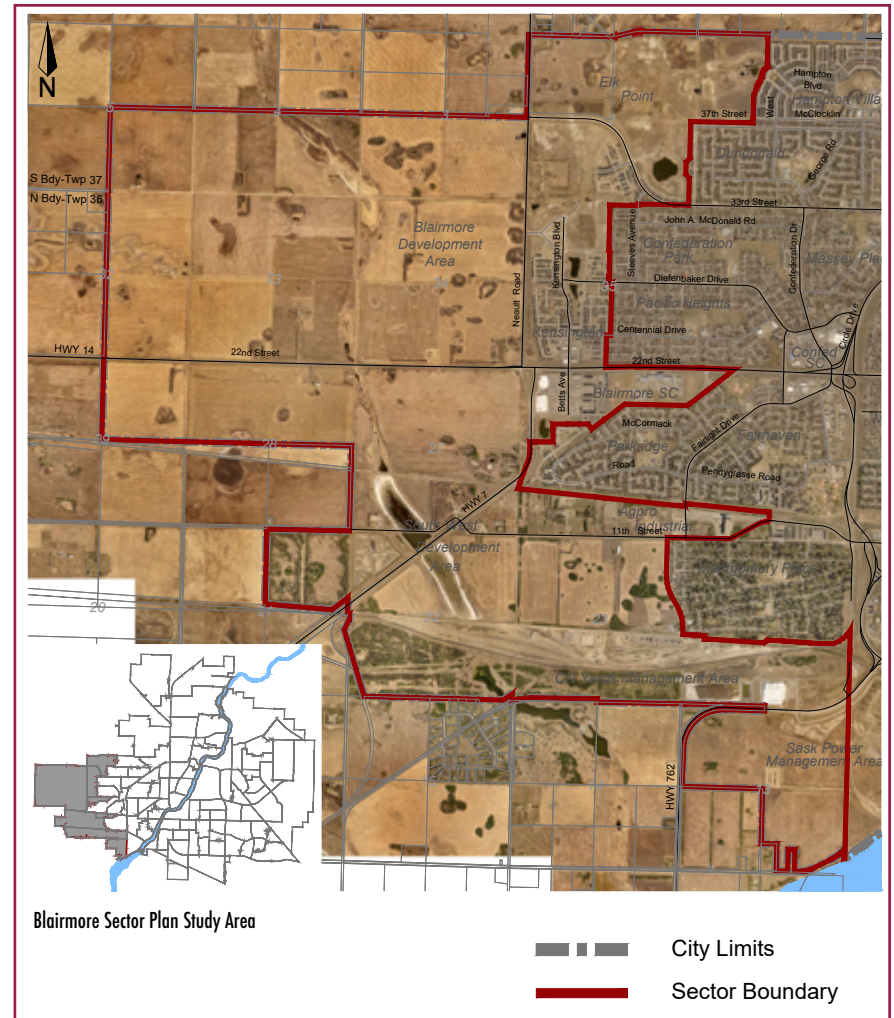 N
Elk
Point
Hampton
Blvd
Hampton Villa
West
37th Street
McClocklin
Dundonald
George Rd
S Bdy-Twp 37
N Bdy-Twp 36
33rd Street
John A. McDonald Rd
Blairmore
Development
Area
Kensington Blvd
Steeves Avenue
Confederation
Park
Confederation Dr
Massey Pla
Diefenbaker Drive
Neault Road
Pacific Heights
Kensington
Centennial Drive
Circle Drive
HWY 14
22nd Street
22nd Street
Confed
SC
Betts Ave
Blairmore SC
McCormack
Fairlight Drive
Fairhaven
Parkridge
Road
Pendygrasse Road
HWY 7
Agpro
Industrial
South West
Development
Area
11th Street
Montgomery Place
20
CN Yards Management Area
Sask Power
Management Area
HWY 762
Blairmore Sector Plan Study Area
City Limits
Sector Boundary